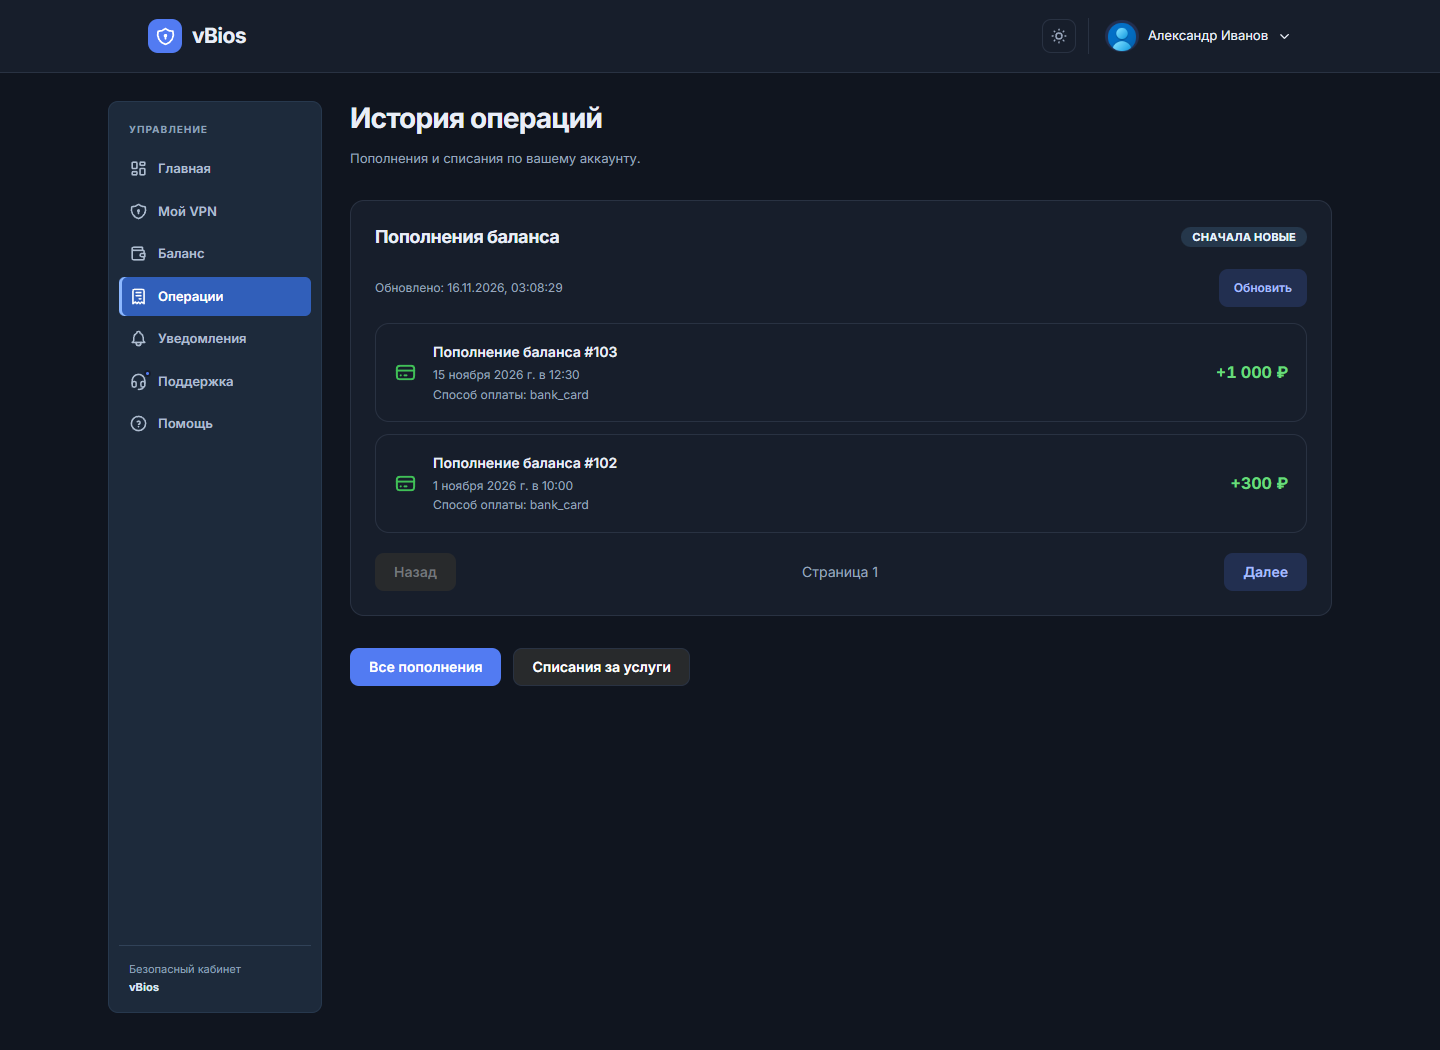 vBios
Александр Иванов
УПРАВЛЕНИЕ
Главная
Мой VPN
Баланс
Операции
Уведомления
Поддержка
Помощь
Безопасный кабинет
vBios
История операций
Пополнения и списания по вашему аккаунту.
Пополнения баланса
СНАЧАЛА НОВЫЕ
Обновлено: 16.11.2026, 03:08:29
Обновить
Пополнение баланса #103
15 ноября 2026 г. в 12:30
Способ оплаты: bank_card
+1 000 ₽
Пополнение баланса #102
1 ноября 2026 г. в 10:00
Способ оплаты: bank_card
+300 ₽
Назад
Страница 1
Далее
Все пополнения
Списания за услуги